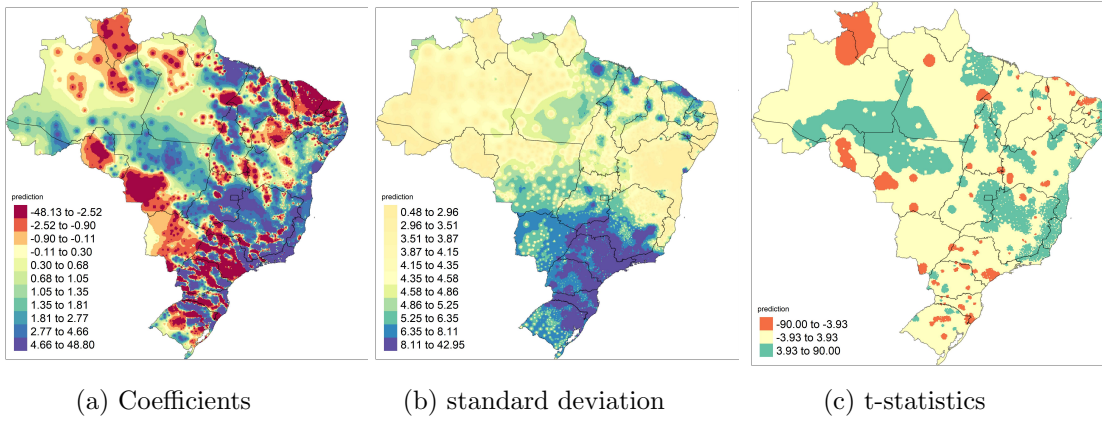 prediction
-48.13 to -2.52
-2.52 to -0.90
-0.90 to -0.11
-0.11 to 0.30
0.30 to 0.68
0.68 to 1.05
1.05 to 1.35
1.35 to 1.81
1.81 to 2.77
2.77 to 4.66
4.66 to 48.80
prediction
0.48 to 2.96
2.96 to 3.51
3.51 to 3.87
3.87 to 4.15
4.15 to 4.35
4.35 to 4.58
4.58 to 4.86
4.86 to 5.25
5.25 to 6.35
6.35 to 8.11
8.11 to 42.95
prediction
-90.00 to -3.93
-3.93 to 3.93
3.93 to 90.00
(a) Coefficients
(b) standard deviation
(c) t-statistics